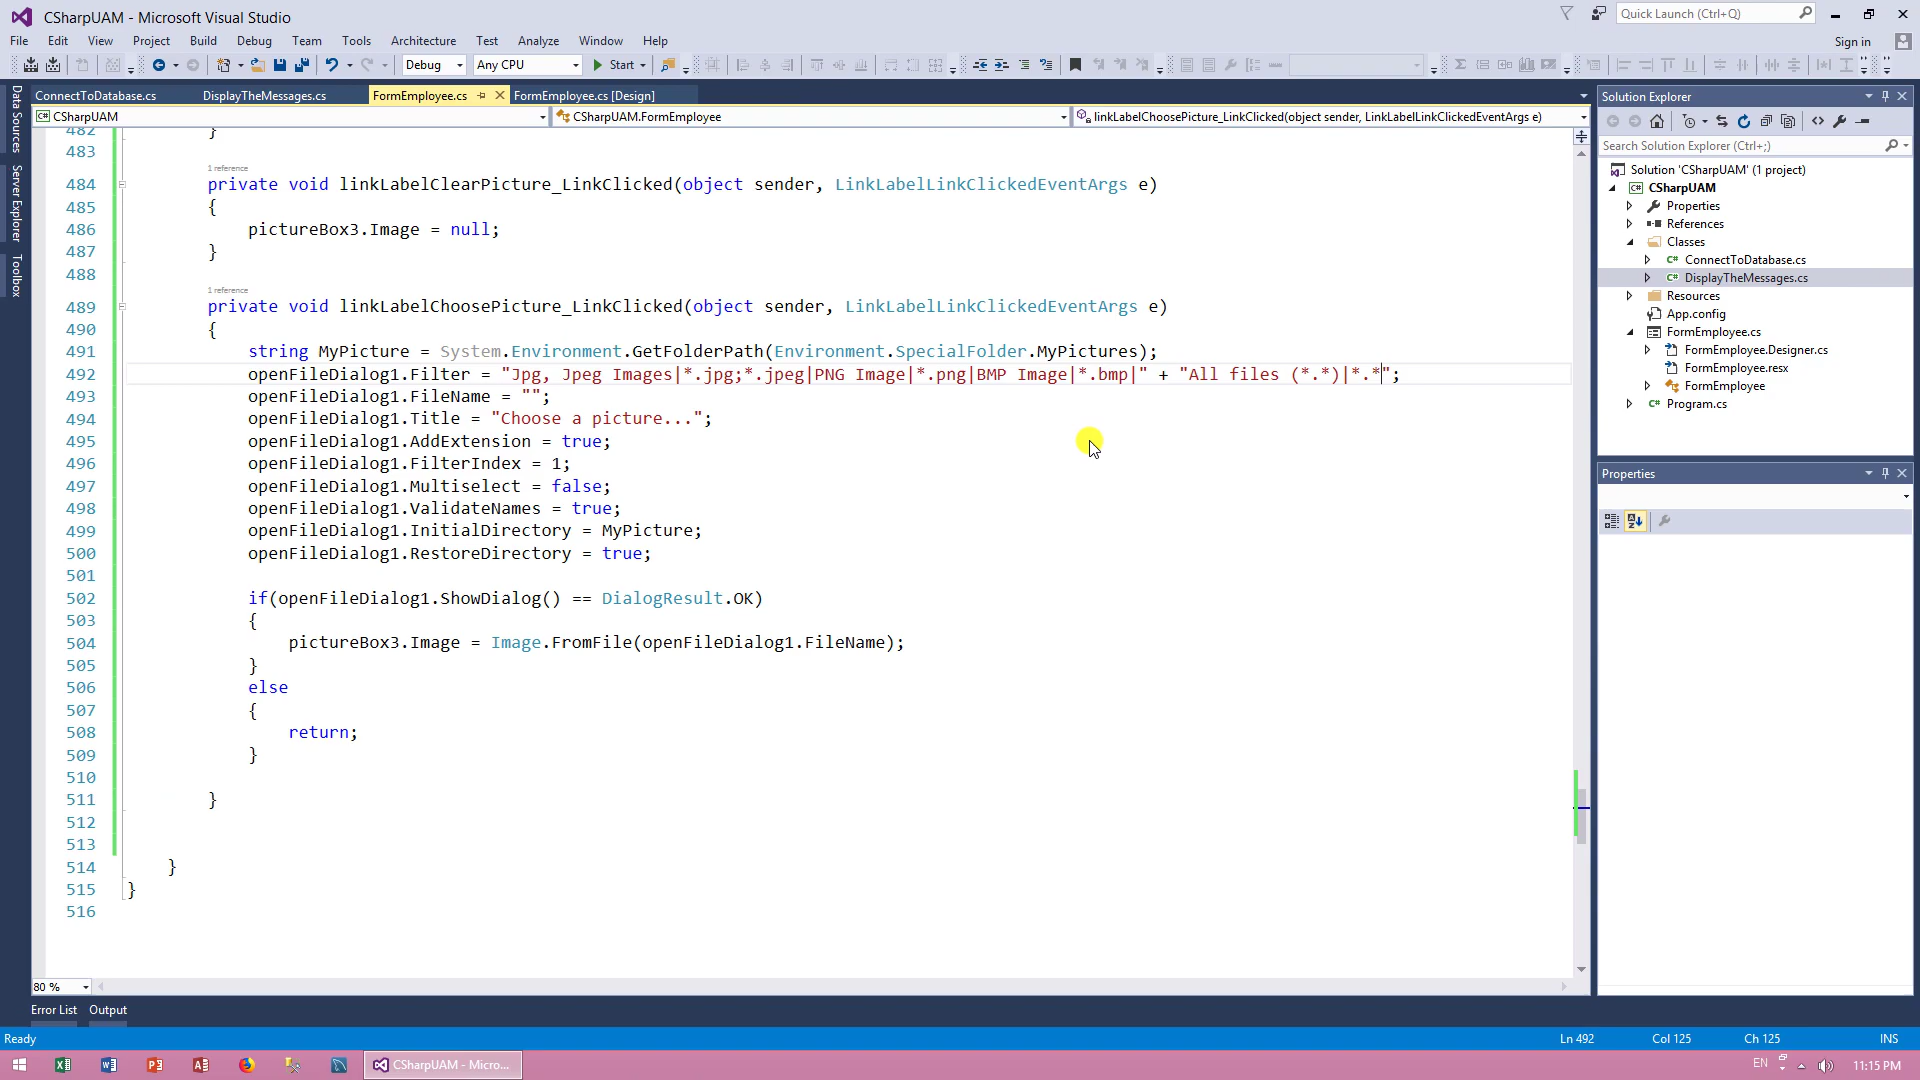 CSharpUAM - Microsoft Visual Studio
Quick Launch (Ctrl+Q)
File Edit View Project Build Debug Team Tools Architecture Test Analyze Window Help
Sign in
Debug Any CPU Start
ConnectToDatabase.cs DisplayTheMessages.cs FormEmployee.cs FormEmployee.cs [Design]
CSharpUAM CSharpUAM.FormEmployee linkLabelChoosePicture_LinkClicked(object sender, LinkLabelLinkClickedEventArgs e)
Data Sources
Server Explorer
Toolbox
482 }
483
1 reference
484 private void linkLabelClearPicture_LinkClicked(object sender, LinkLabelLinkClickedEventArgs e)
485 {
486 pictureBox3.Image = null;
487 }
488
1 reference
489 private void linkLabelChoosePicture_LinkClicked(object sender, LinkLabelLinkClickedEventArgs e)
490 {
491 string MyPicture = System.Environment.GetFolderPath(Environment.SpecialFolder.MyPictures);
492 openFileDialog1.Filter = "Jpg, Jpeg Images|*.jpg;*.jpeg|PNG Image|*.png|BMP Image|*.bmp|" + "All files (*.*)|*.*";
493 openFileDialog1.FileName = "";
494 openFileDialog1.Title = "Choose a picture...";
495 openFileDialog1.AddExtension = true;
496 openFileDialog1.FilterIndex = 1;
497 openFileDialog1.Multiselect = false;
498 openFileDialog1.ValidateNames = true;
499 openFileDialog1.InitialDirectory = MyPicture;
500 openFileDialog1.RestoreDirectory = true;
501
502 if(openFileDialog1.ShowDialog() == DialogResult.OK)
503 {
504 pictureBox3.Image = Image.FromFile(openFileDialog1.FileName);
505 }
506 else
507 {
508 return;
509 }
510
511 }
512
513
514 }
515 }
516
80 %
Solution Explorer
Search Solution Explorer (Ctrl+;)
Solution 'CSharpUAM' (1 project)
CSharpUAM
Properties
References
Classes
ConnectToDatabase.cs
DisplayTheMessages.cs
Resources
App.config
FormEmployee.cs
FormEmployee.Designer.cs
FormEmployee.resx
FormEmployee
Program.cs
Properties
Error List Output
Ready Ln 492 Col 125 Ch 125 INS
CSharpUAM - Micro... EN 11:15 PM